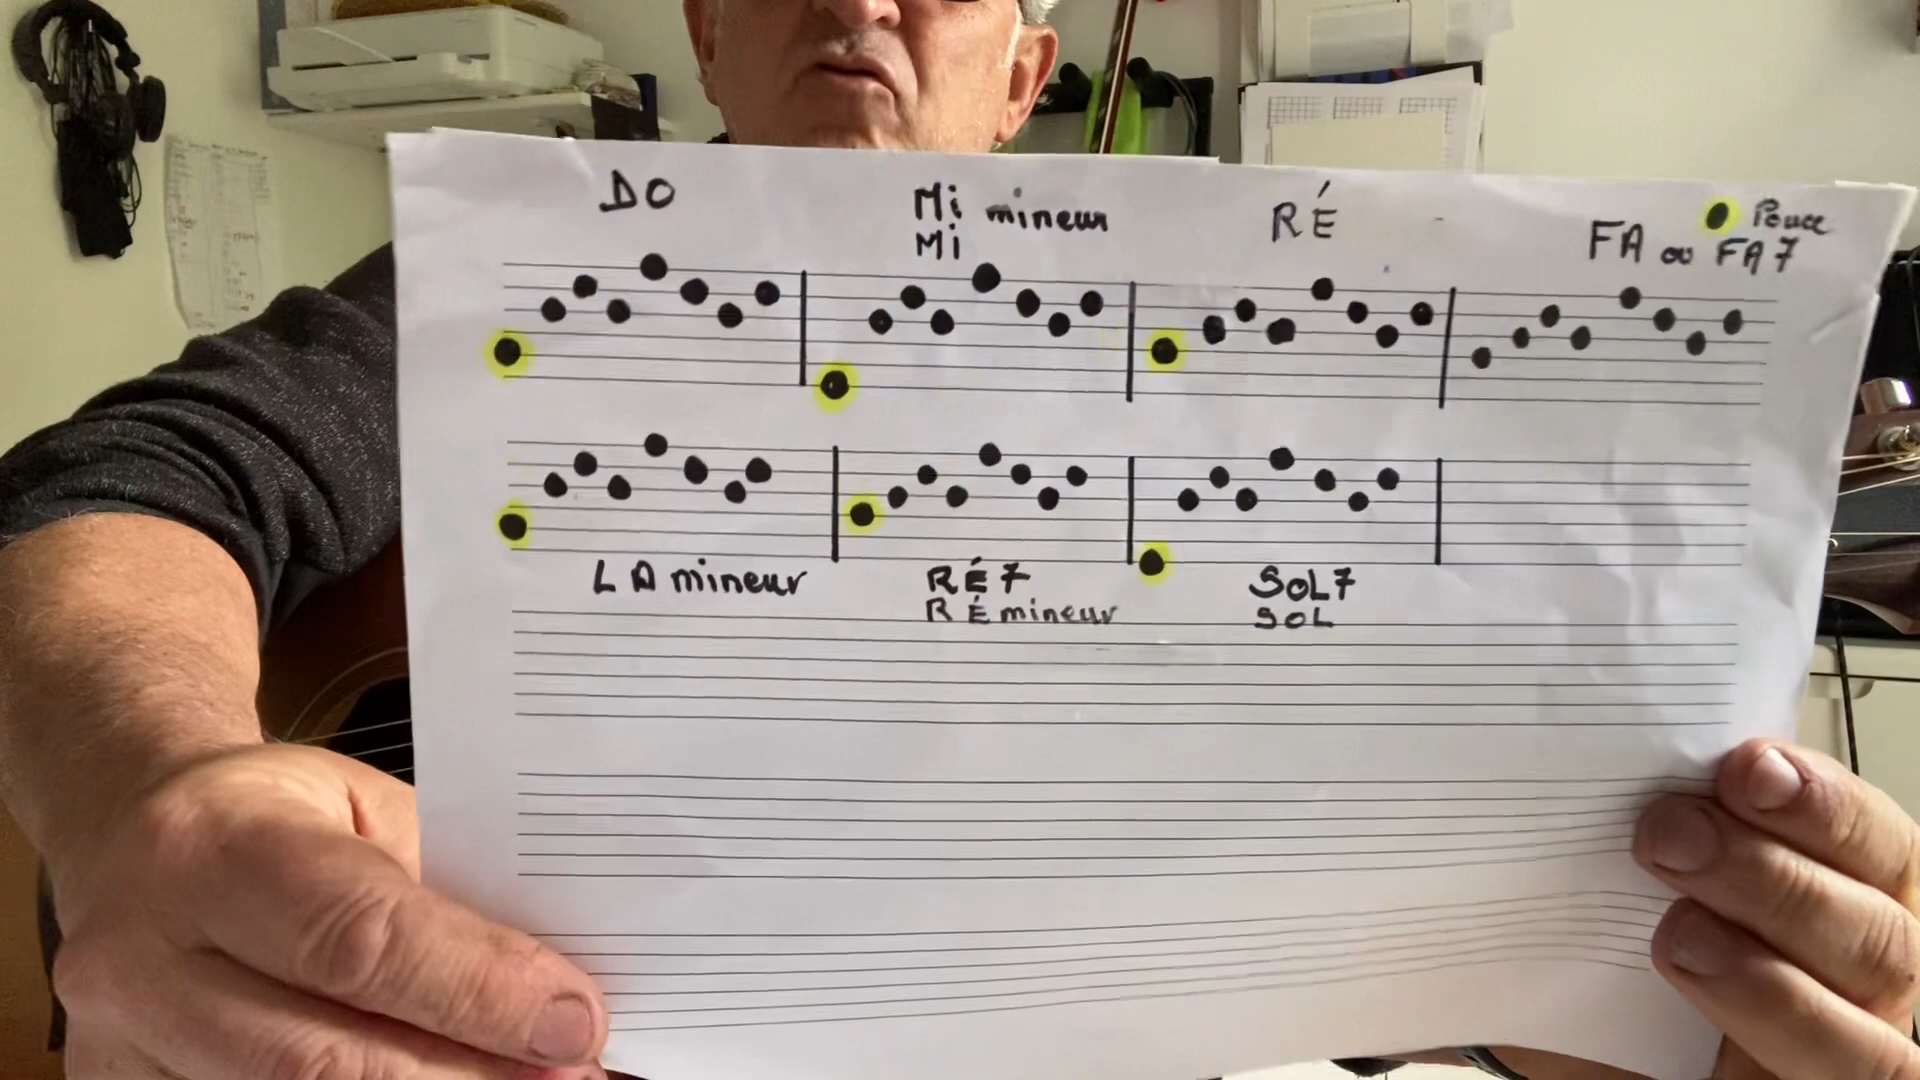 DO
Mi mineur
Mi
RÉ
Pouce
FA ou FA7
LA mineur
RÉ7
RÉ mineur
SOL7
SOL